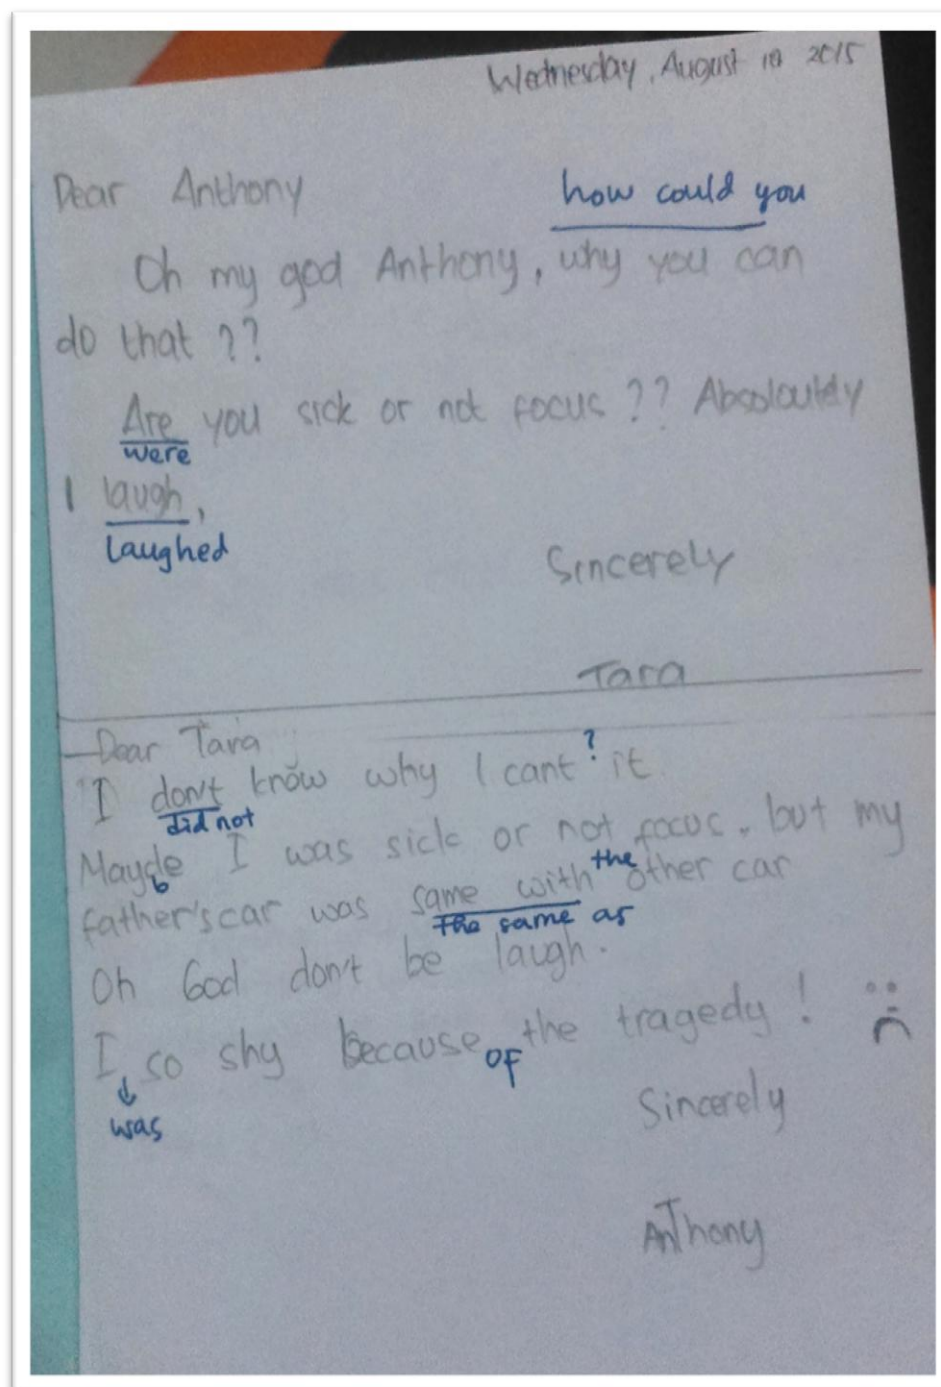 Wednesday, August 19 2015
Dear Anthony
how could you
Oh my god Anthony, why you can
do that ??
Are you sick or not focus ?? Absoloutely
were
I laugh,
laughed
Sincerely
Tara
Dear Tara
?
I don't know why I cant it.
did not
Mayde I was sick or not focus, but my
b
the
father's car was same with other car
the same as
Oh God don't be laugh.
I so shy because the tragedy !
of
was
Sincerely
Anthony